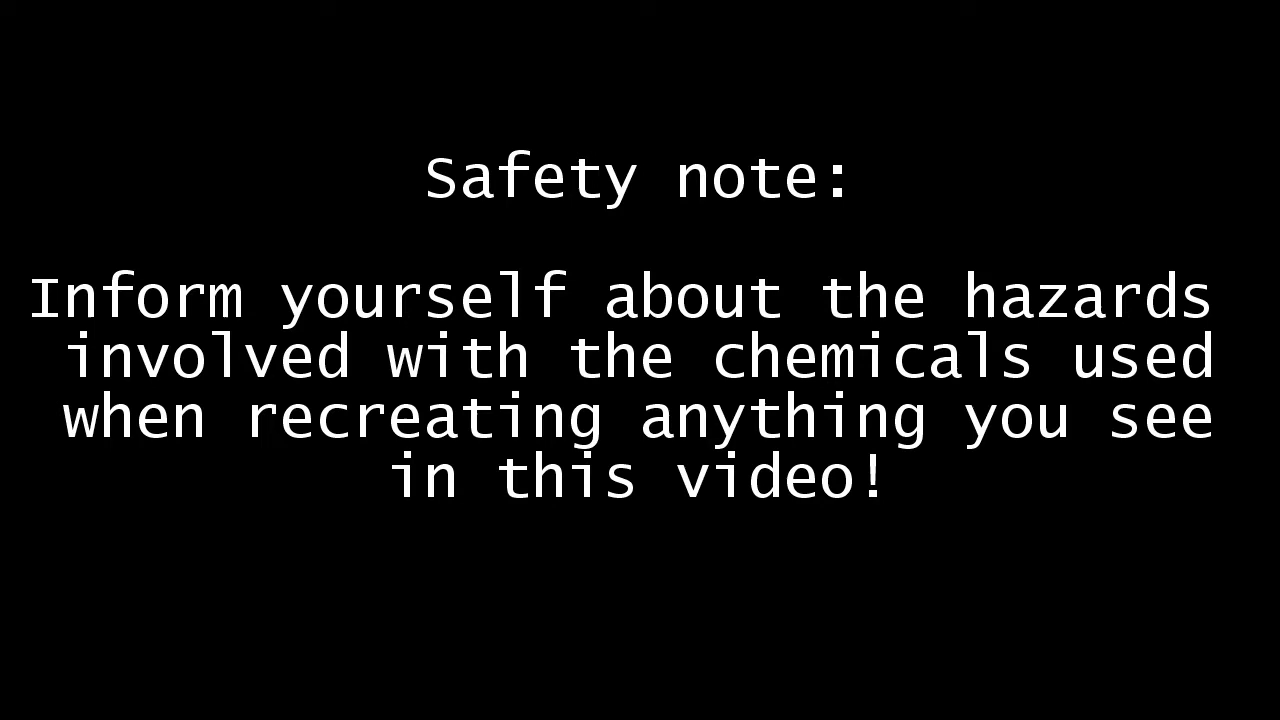 Safety note:
Inform yourself about the hazards
involved with the chemicals used
when recreating anything you see
in this video!